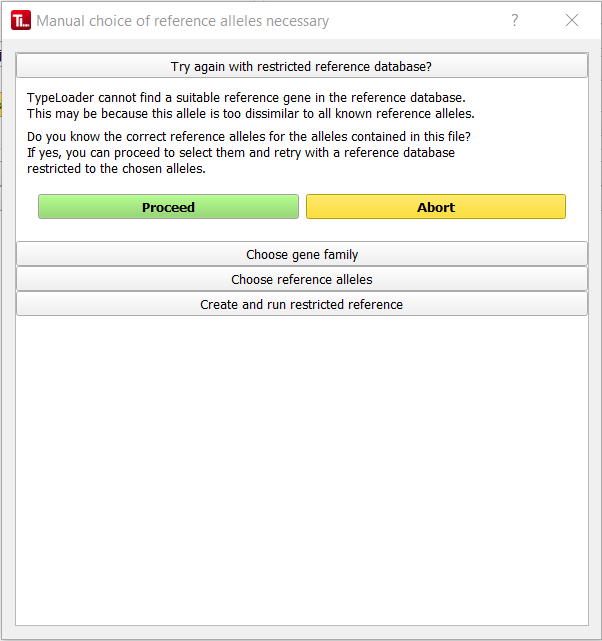 Manual choice of reference alleles necessary
?
Try again with restricted reference database?
TypeLoader cannot find a suitable reference gene in the reference database.
This may be because this allele is too dissimilar to all known reference alleles.
Do you know the correct reference alleles for the alleles contained in this file?
If yes, you can proceed to select them and retry with a reference database
restricted to the chosen alleles.
Proceed Abort
Choose gene family
Choose reference alleles
Create and run restricted reference